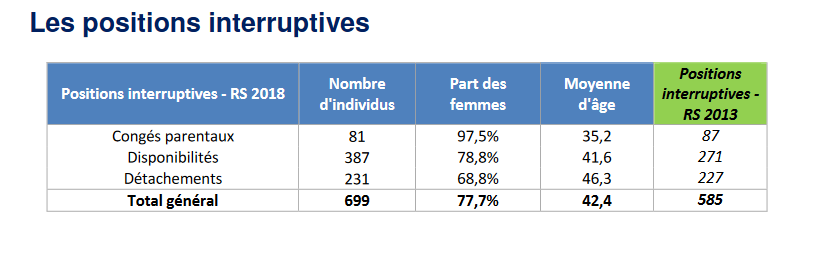 Les positions interruptives
Positions interruptives - RS 2018 Nombre d'individus Part des femmes Moyenne d'âge Positions interruptives - RS 2013
Congés parentaux 81 97,5% 35,2 87
Disponibilités 387 78,8% 41,6 271
Détachements 231 68,8% 46,3 227
Total général 699 77,7% 42,4 585